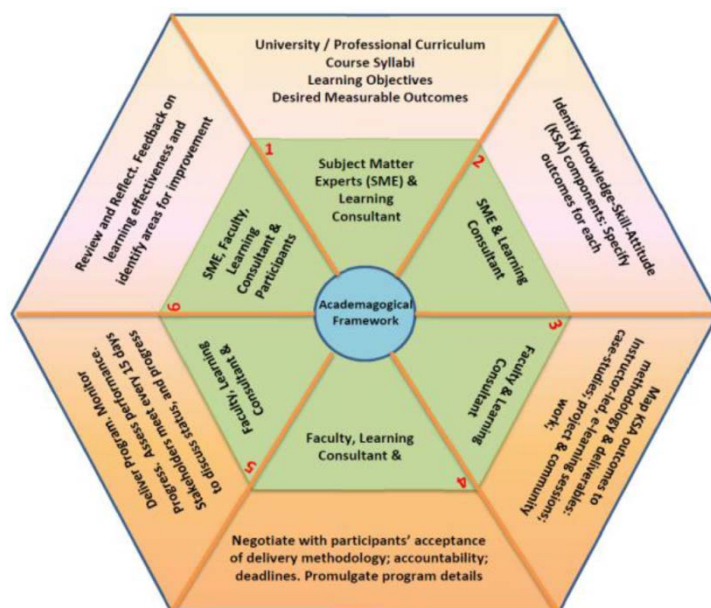 University / Professional Curriculum
Course Syllabi
Learning Objectives
Desired Measurable Outcomes
1
Subject Matter
Experts (SME) &
Learning
Consultant
2
Identify Knowledge-Skill-Attitude
(KSA) components: Specify
outcomes for each
SME & Learning
Consultant
3
Map KSA outcomes to
methodology & deliverables:
Instructor-led, e-learning sessions;
case-studies; project & community
work;
Faculty & Learning
Consultant
4
Faculty, Learning
Consultant &
Negotiate with participants' acceptance
of delivery methodology; accountability;
deadlines. Promulgate program details
5
Faculty, Learning
Consultant &
Deliver Program. Monitor
Progress. Assess performance.
Stakeholders meet every 15 days
to discuss status, and progress
6
SME, Faculty,
Learning
Consultant &
Participants
Review and Reflect. Feedback on
learning effectiveness and
identify areas for improvement
Academagogical
Framework